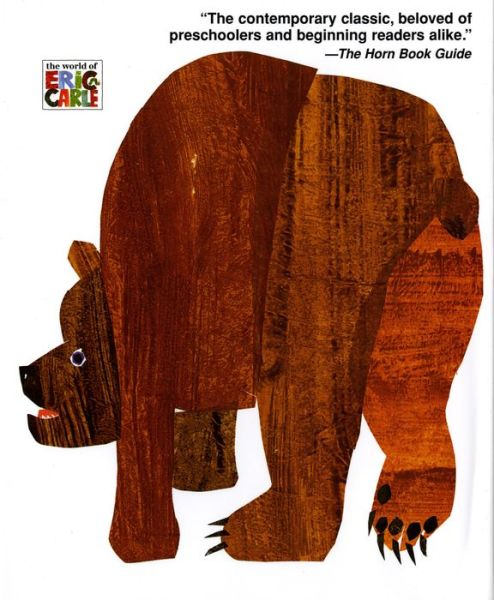 “The contemporary classic, beloved of
preschoolers and beginning readers alike.”
—The Horn Book Guide
the world of
ERIC
CARLE